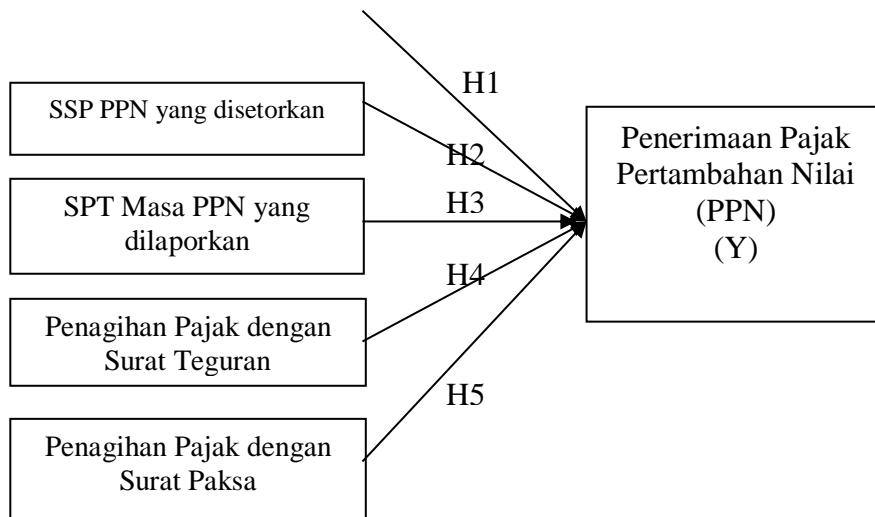 H1
SSP PPN yang disetorkan
H2
SPT Masa PPN yang
dilaporkan
H3
Penagihan Pajak dengan
Surat Teguran
H4
Penagihan Pajak dengan
Surat Paksa
H5
Penerimaan Pajak
Pertambahan Nilai
(PPN)
(Y)